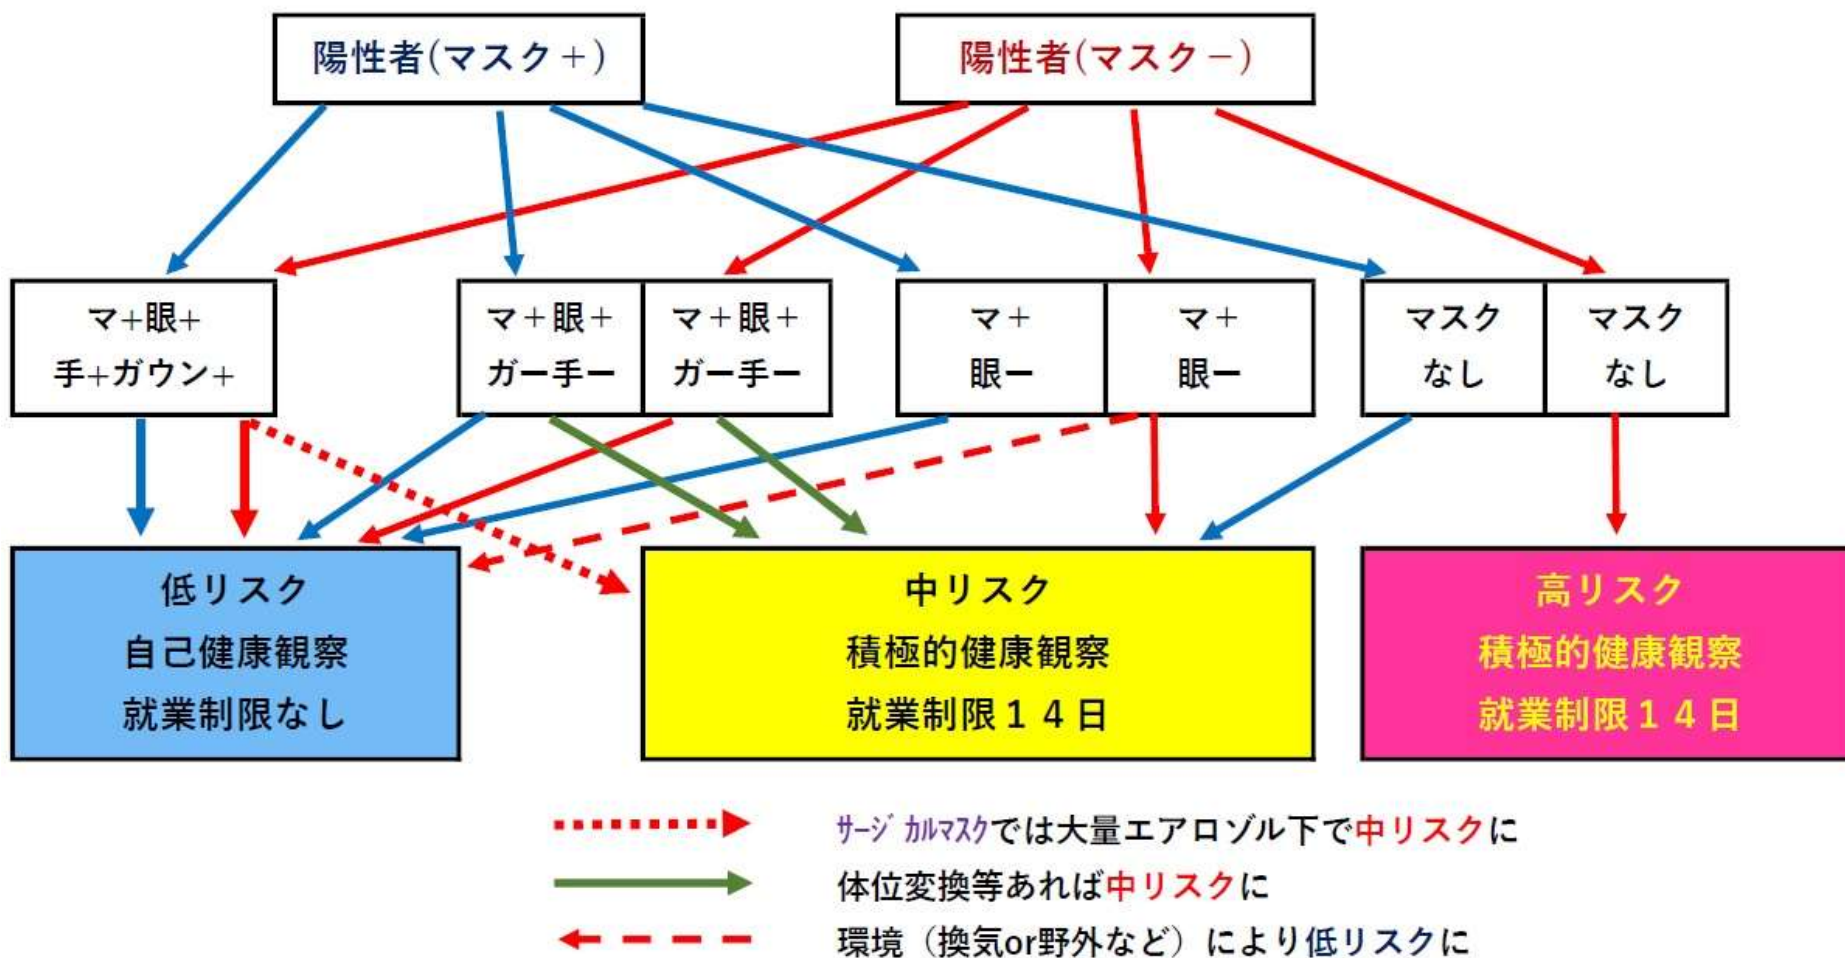 陽性者(マスク＋)
陽性者(マスク－)
マ+眼+
手+ガウン+
マ＋眼＋
ガー手ー
マ＋眼＋
ガー手ー
マ＋
眼ー
マ＋
眼ー
マスク
なし
マスク
なし
低リスク
自己健康観察
就業制限なし
中リスク
積極的健康観察
就業制限１４日
高リスク
積極的健康観察
就業制限１４日
ｻｰｼﾞｶﾙﾏｽｸでは大量エアロゾル下で中リスクに
体位変換等あれば中リスクに
環境（換気or野外など）により低リスクに